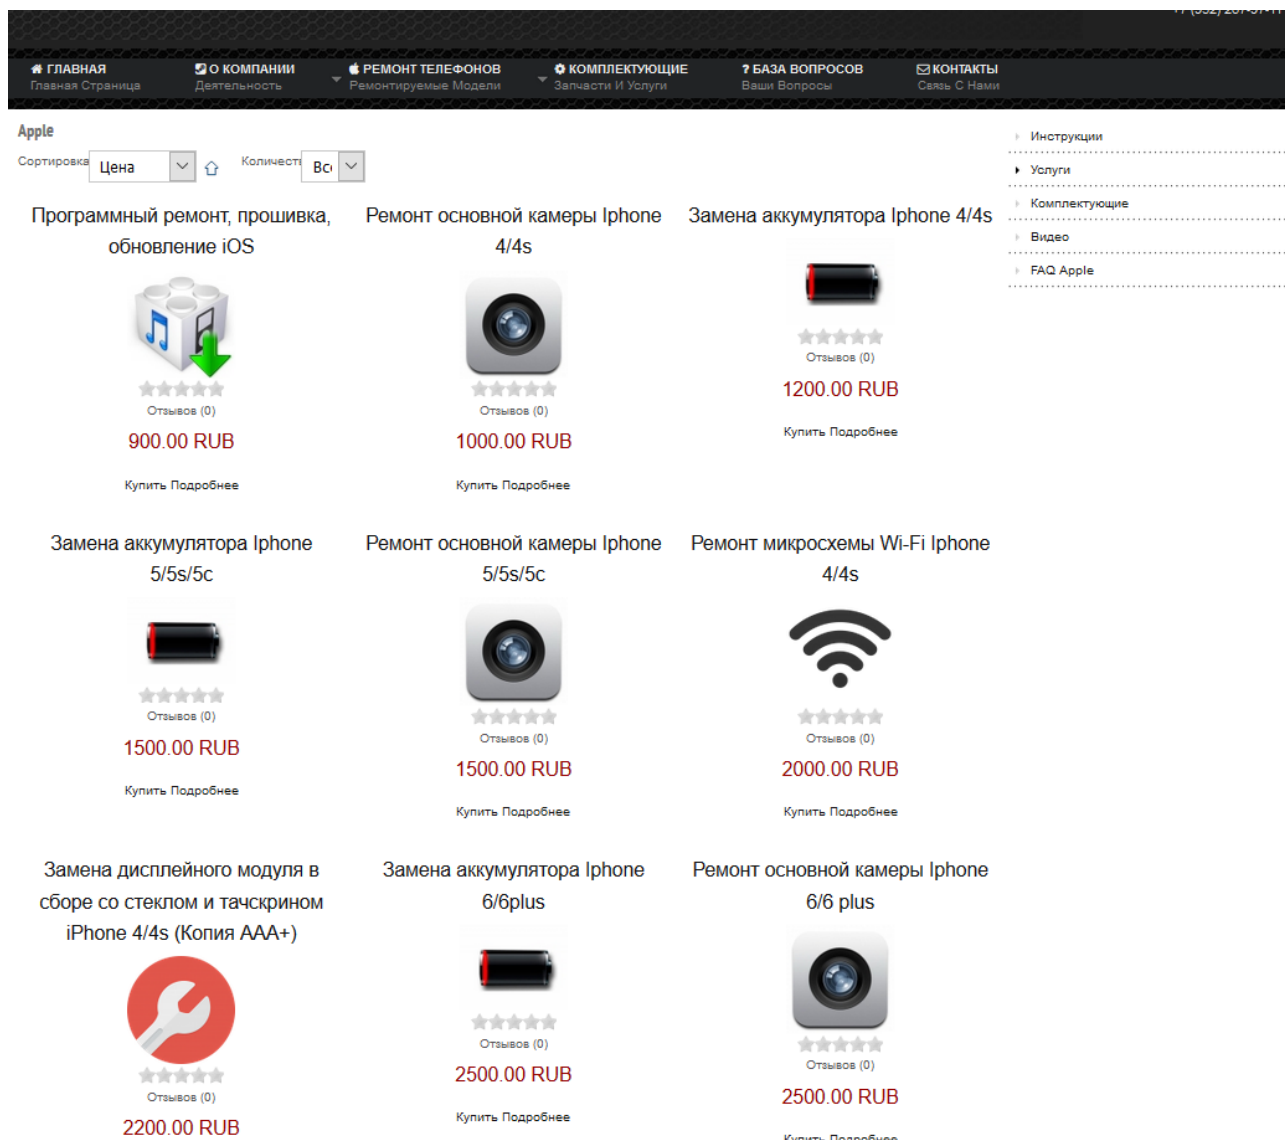 ГЛАВНАЯ
Главная Страница
О КОМПАНИИ
Деятельность
РЕМОНТ ТЕЛЕФОНОВ
Ремонтируемые Модели
КОМПЛЕКТУЮЩИЕ
Запчасти И Услуги
? БАЗА ВОПРОСОВ
Ваши Вопросы
КОНТАКТЫ
Связь С Нами
Apple
Сортировка Цена Количест Все
Инструкции
Услуги
Комплектующие
Видео
FAQ Apple
Программный ремонт, прошивка,
обновление iOS
Отзывов (0)
900.00 RUB
Купить Подробнее
Ремонт основной камеры Iphone
4/4s
Отзывов (0)
1000.00 RUB
Купить Подробнее
Замена аккумулятора Iphone 4/4s
Отзывов (0)
1200.00 RUB
Купить Подробнее
Замена аккумулятора Iphone
5/5s/5c
Отзывов (0)
1500.00 RUB
Купить Подробнее
Ремонт основной камеры Iphone
5/5s/5c
Отзывов (0)
1500.00 RUB
Купить Подробнее
Ремонт микросхемы Wi-Fi Iphone
4/4s
Отзывов (0)
2000.00 RUB
Купить Подробнее
Замена дисплейного модуля в
сборе со стеклом и тачскрином
iPhone 4/4s (Копия AAA+)
Отзывов (0)
2200.00 RUB
Замена аккумулятора Iphone
6/6plus
Отзывов (0)
2500.00 RUB
Купить Подробнее
Ремонт основной камеры Iphone
6/6 plus
Отзывов (0)
2500.00 RUB
Купить Подробнее